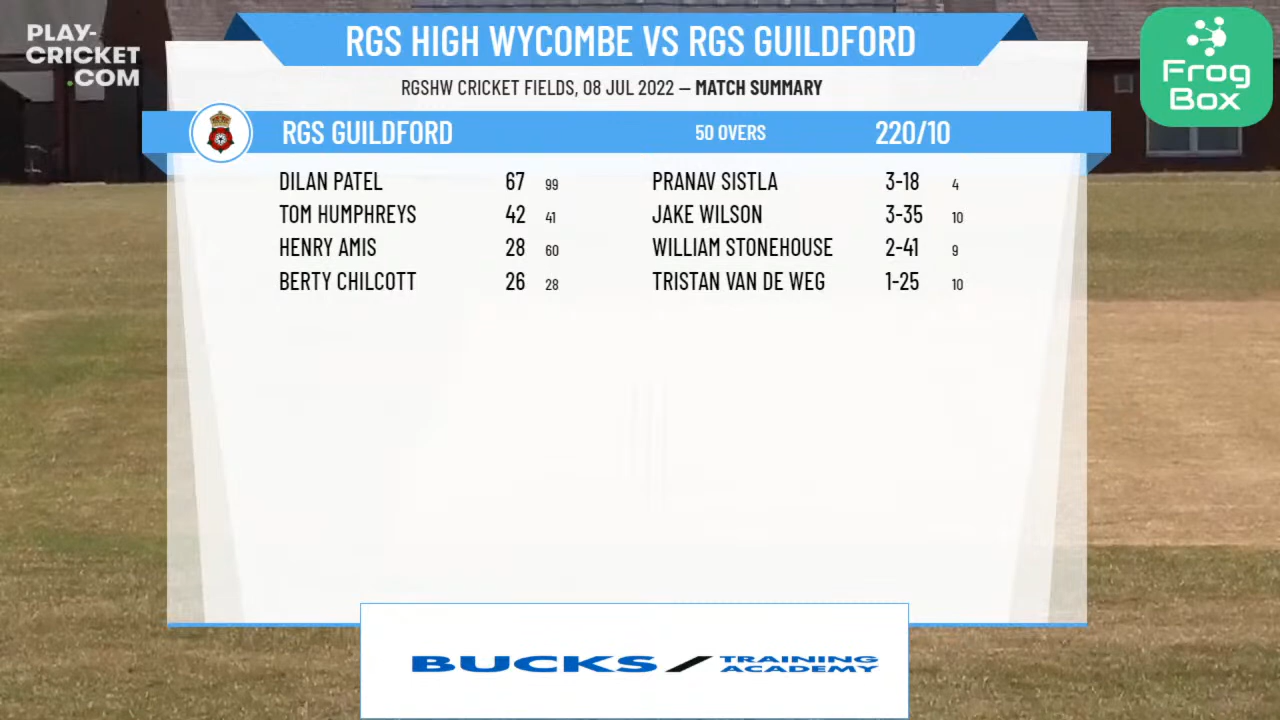 PLAY-
CRICKET
.COM
RGS HIGH WYCOMBE VS RGS GUILDFORD
Frog
Box
RGSHW CRICKET FIELDS, 08 JUL 2022 – MATCH SUMMARY
RGS GUILDFORD 50 OVERS 220/10
DILAN PATEL 67 99 PRANAV SISTLA 3-18 4
TOM HUMPHREYS 42 41 JAKE WILSON 3-35 10
HENRY AMIS 28 60 WILLIAM STONEHOUSE 2-41 9
BERTY CHILCOTT 26 28 TRISTAN VAN DE WEG 1-25 10
BUCKS TRAINING
ACADEMY